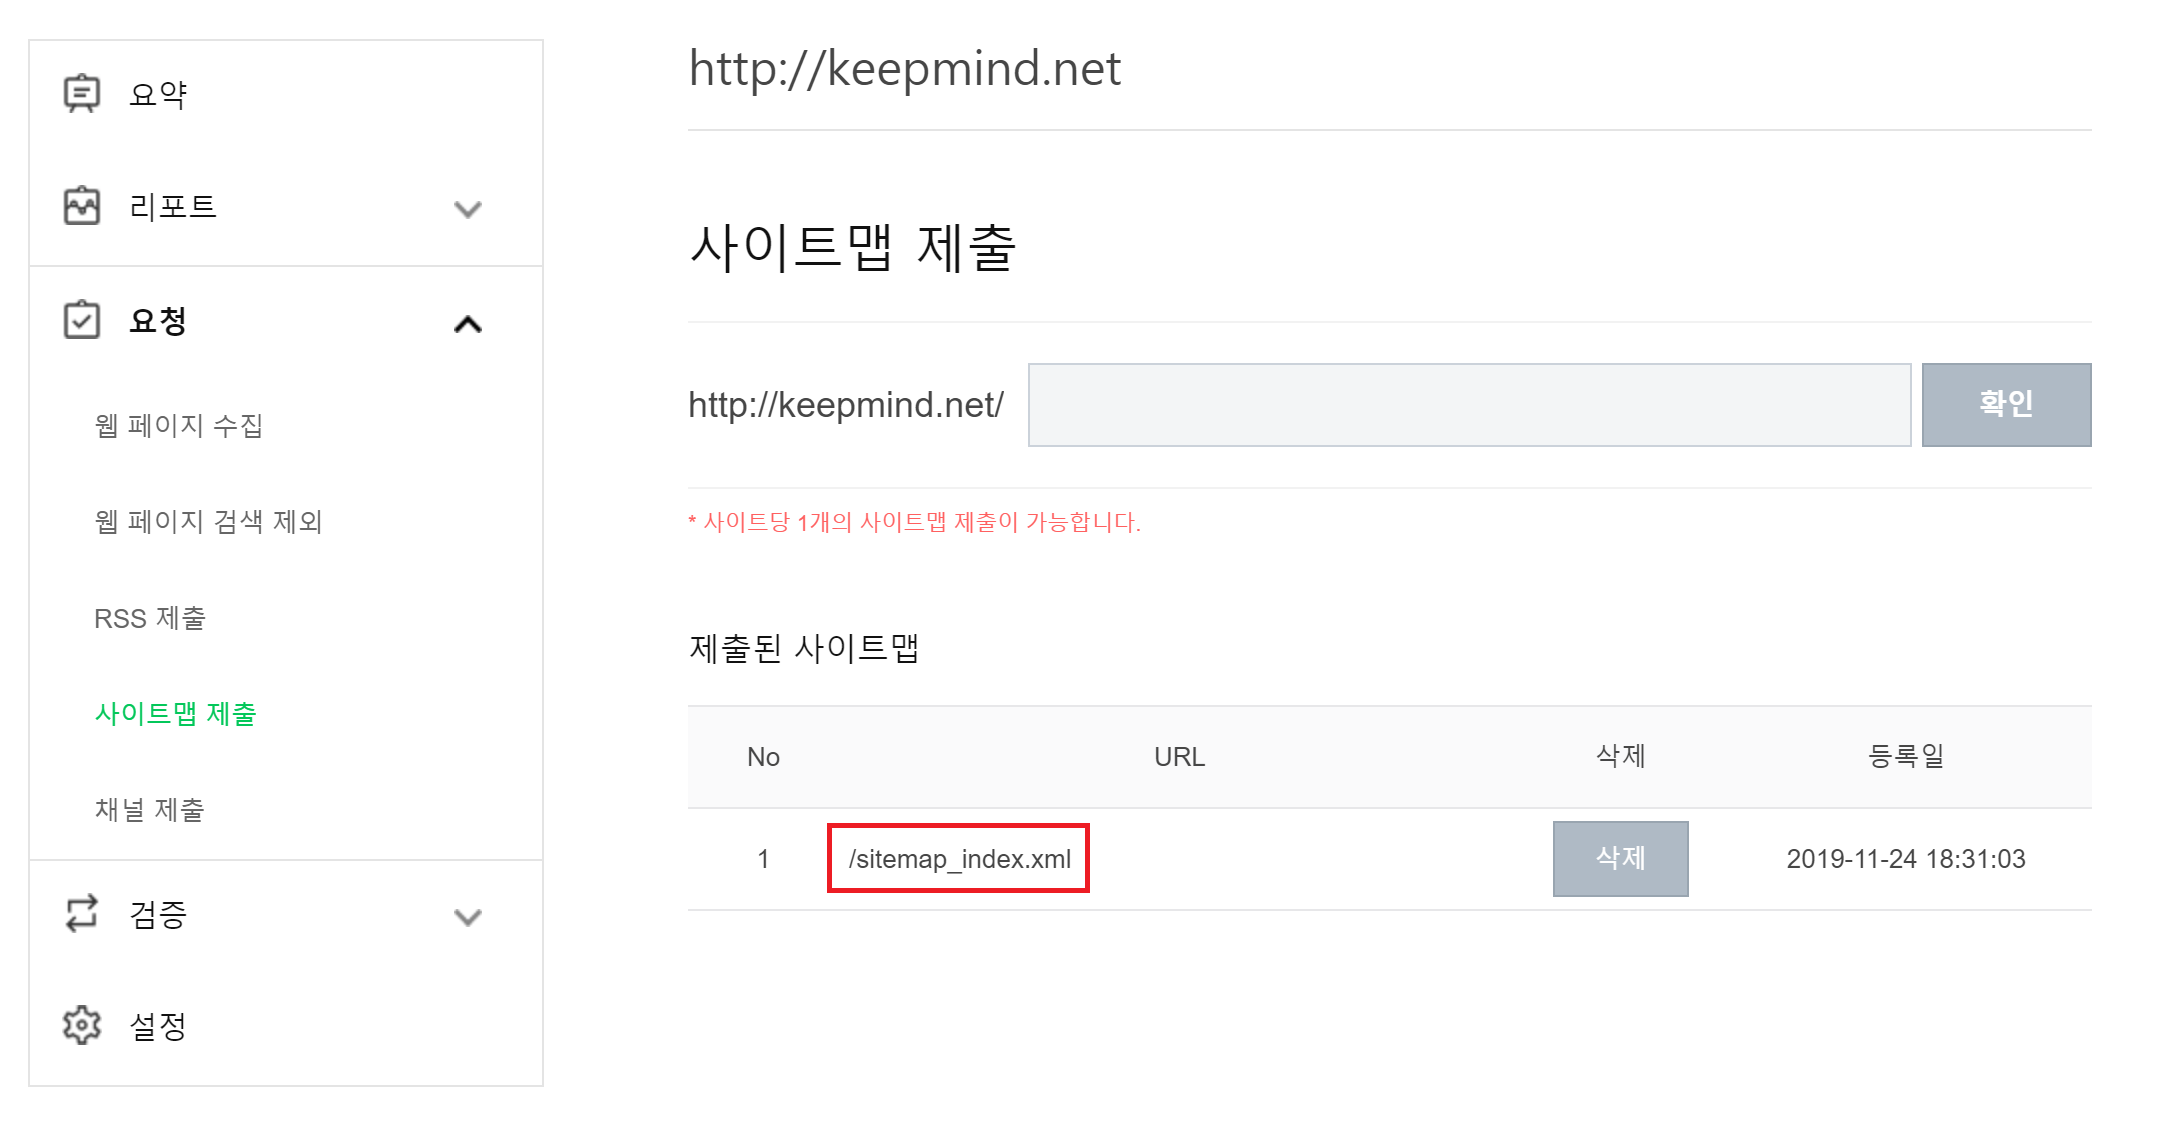 요약
리포트
요청
웹 페이지 수집
웹 페이지 검색 제외
RSS 제출
사이트맵 제출
채널 제출
검증
설정
http://keepmind.net
사이트맵 제출
http://keepmind.net/ 확인
* 사이트당 1개의 사이트맵 제출이 가능합니다.
제출된 사이트맵
No URL 삭제 등록일
1 /sitemap_index.xml 삭제 2019-11-24 18:31:03